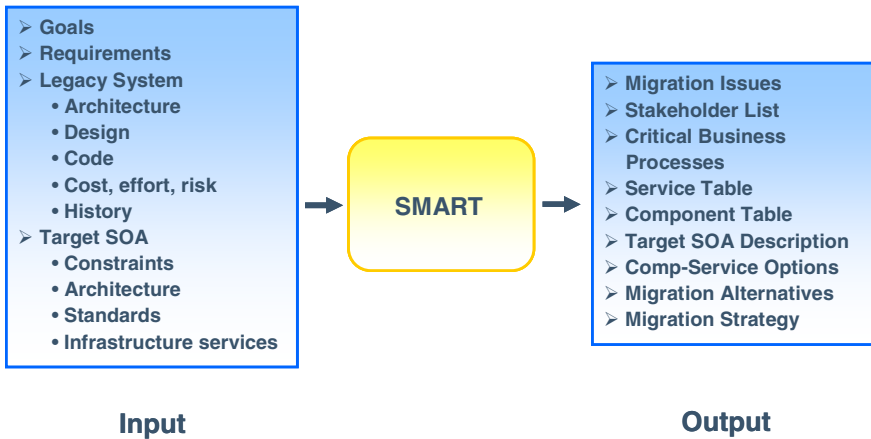 ➢ Goals
➢ Requirements
➢ Legacy System
• Architecture
• Design
• Code
• Cost, effort, risk
• History
➢ Target SOA
• Constraints
• Architecture
• Standards
• Infrastructure services
Input
SMART
➢ Migration Issues
➢ Stakeholder List
➢ Critical Business
Processes
➢ Service Table
➢ Component Table
➢ Target SOA Description
➢ Comp-Service Options
➢ Migration Alternatives
➢ Migration Strategy
Output